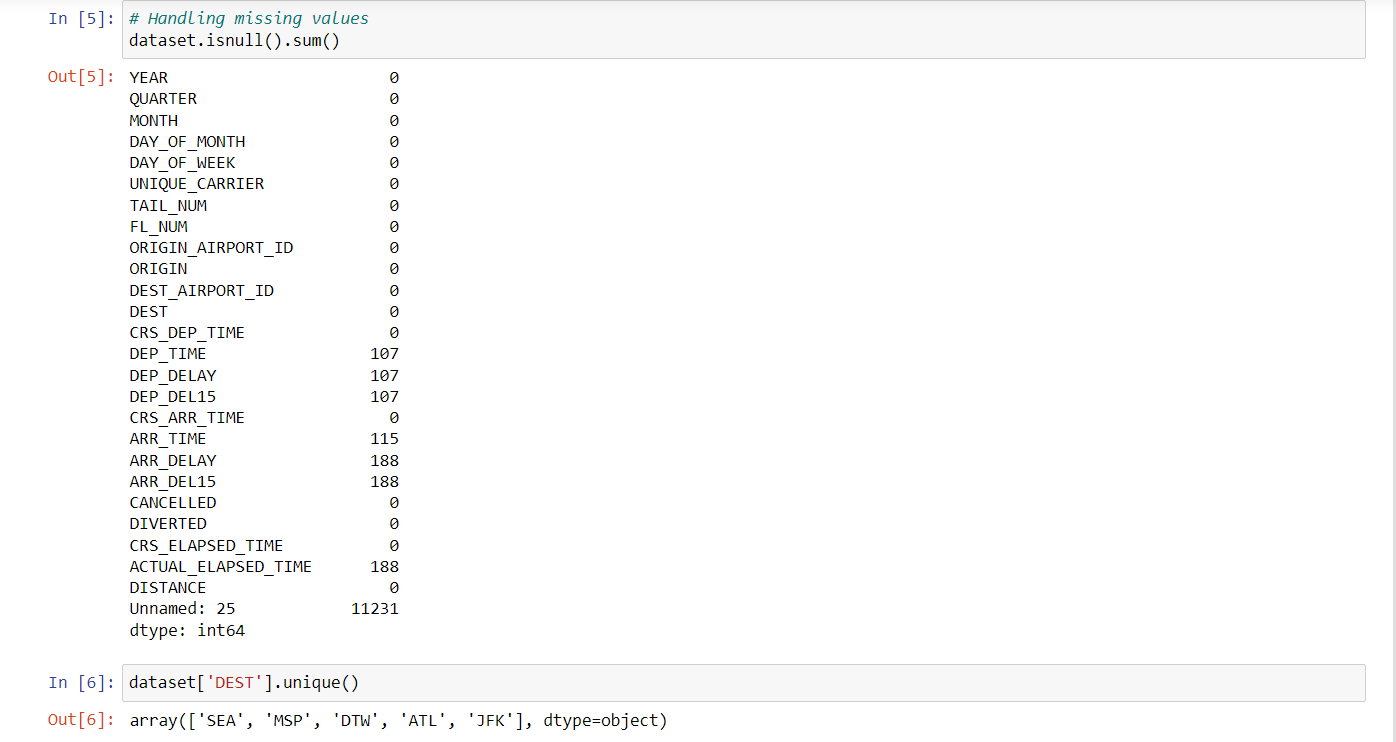 In [5]: # Handling missing values
dataset.isnull().sum()
Out[5]: YEAR 0
QUARTER 0
MONTH 0
DAY_OF_MONTH 0
DAY_OF_WEEK 0
UNIQUE_CARRIER 0
TAIL_NUM 0
FL_NUM 0
ORIGIN_AIRPORT_ID 0
ORIGIN 0
DEST_AIRPORT_ID 0
DEST 0
CRS_DEP_TIME 0
DEP_TIME 107
DEP_DELAY 107
DEP_DEL15 107
CRS_ARR_TIME 0
ARR_TIME 115
ARR_DELAY 188
ARR_DEL15 188
CANCELLED 0
DIVERTED 0
CRS_ELAPSED_TIME 0
ACTUAL_ELAPSED_TIME 188
DISTANCE 0
Unnamed: 25 11231
dtype: int64
In [6]: dataset['DEST'].unique()
Out[6]: array(['SEA', 'MSP', 'DTW', 'ATL', 'JFK'], dtype=object)